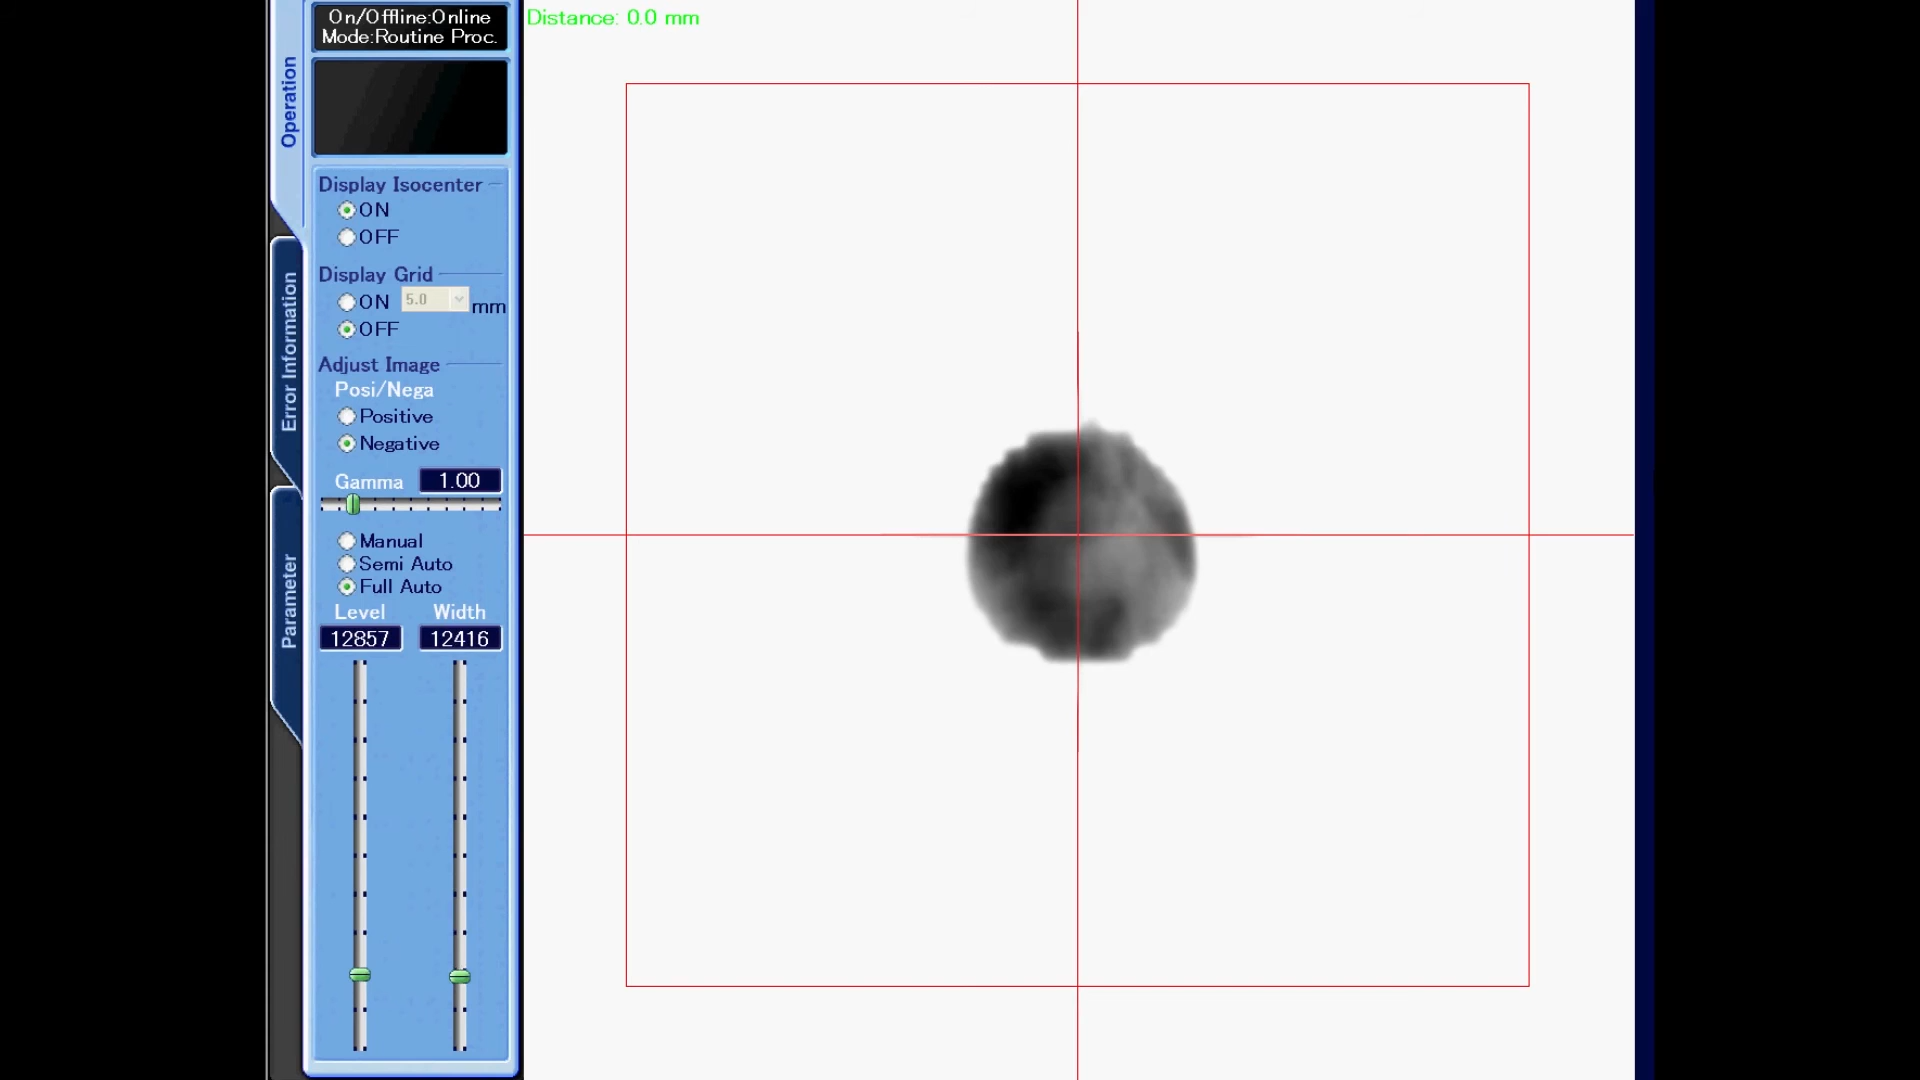 On/Offline:Online
Mode:Routine Proc.
Distance: 0.0 mm
Operation
Error Information
Parameter
Display Isocenter
ON
OFF
Display Grid
ON 5.0 mm
OFF
Adjust Image
Posi/Nega
Positive
Negative
Gamma 1.00
Manual
Semi Auto
Full Auto
Level Width
12857 12416